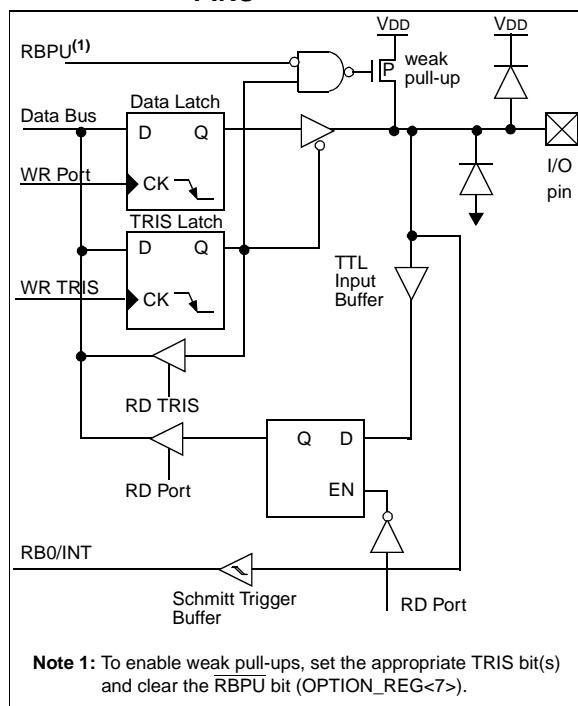 RBPU(1)
VDD
VDD
P
weak
pull-up
Data Bus
Data Latch
D Q
WR Port
CK
I/O
pin
TRIS Latch
D Q
WR TRIS
CK
TTL
Input
Buffer
RD TRIS
Q D
RD Port
EN
RB0/INT
Schmitt Trigger
Buffer
RD Port
Note 1: To enable weak pull-ups, set the appropriate TRIS bit(s)
and clear the RBPU bit (OPTION_REG<7>).